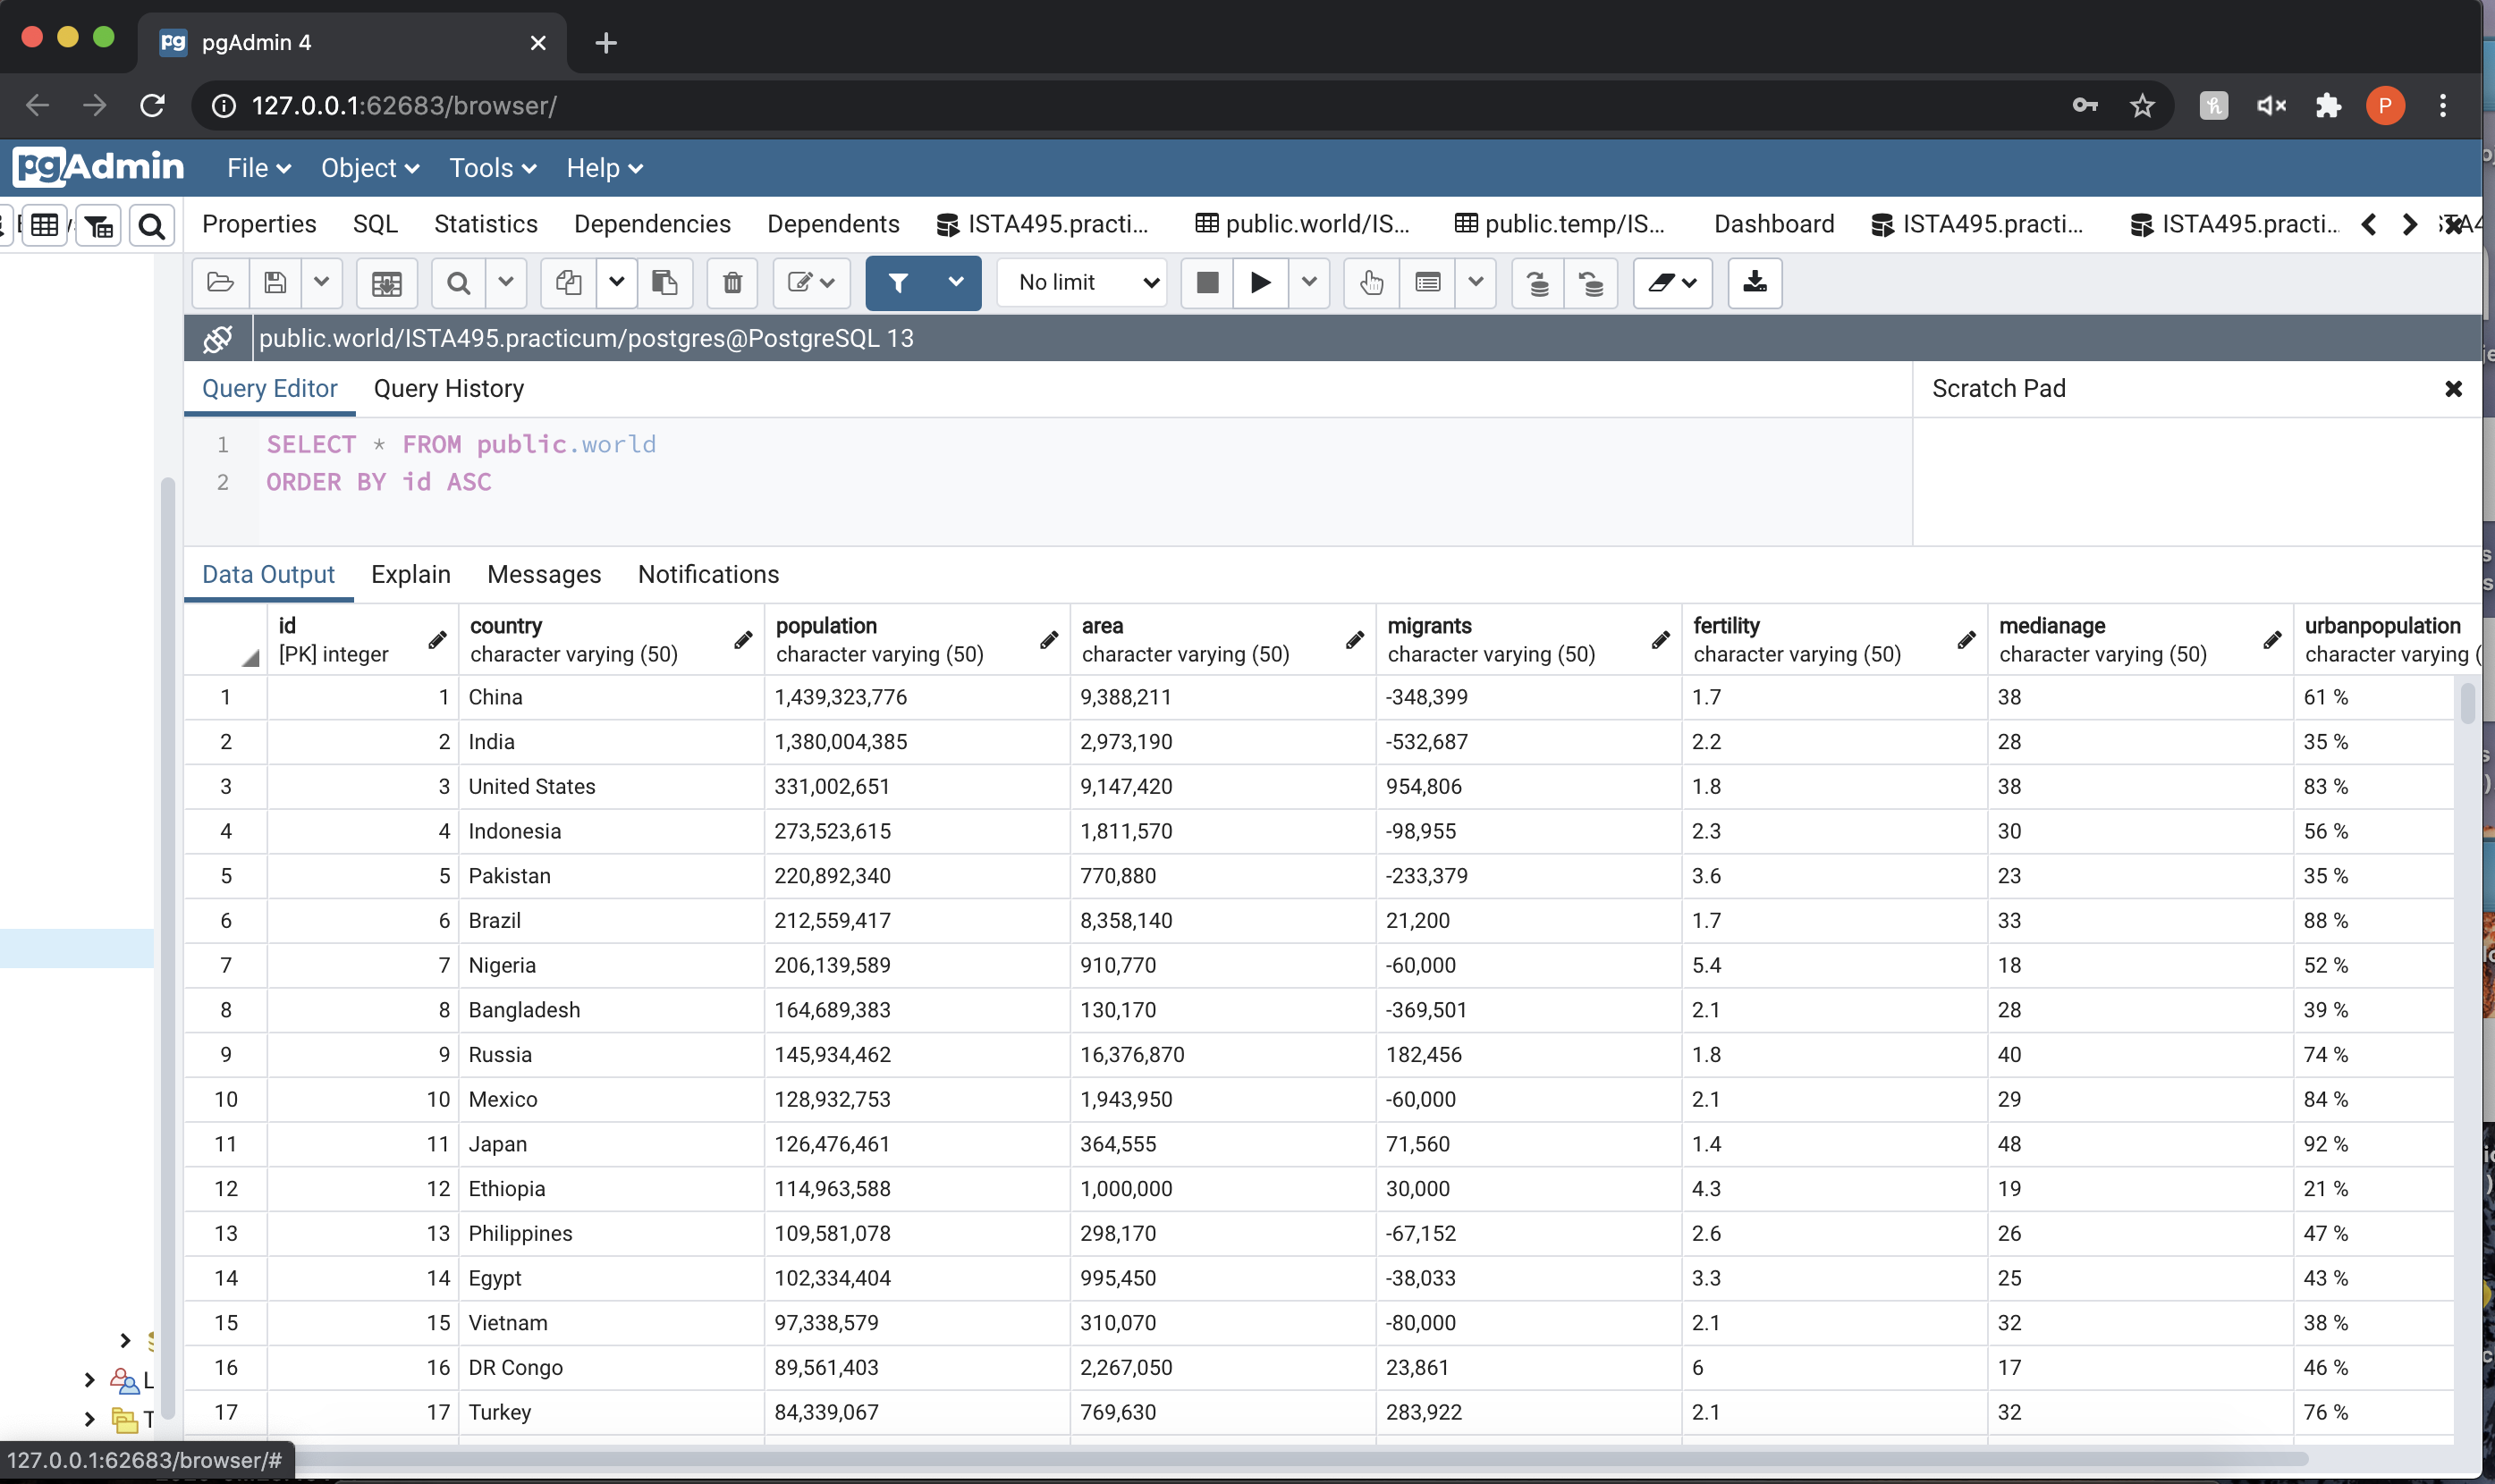 pgAdmin 4
127.0.0.1:62683/browser/
pgAdmin File Object Tools Help
Properties SQL Statistics Dependencies Dependents ISTA495.practi... public.world/IS... public.temp/IS... Dashboard ISTA495.practi... ISTA495.practi...
No limit
public.world/ISTA495.practicum/postgres@PostgreSQL 13
Query Editor Query History Scratch Pad
1 SELECT * FROM public.world
2 ORDER BY id ASC
Data Output Explain Messages Notifications
id country population area migrants fertility medianage urbanpopulation
[PK] integer character varying (50) character varying (50) character varying (50) character varying (50) character varying (50) character varying (50) character varying (
1 1 China 1,439,323,776 9,388,211 -348,399 1.7 38 61 %
2 2 India 1,380,004,385 2,973,190 -532,687 2.2 28 35 %
3 3 United States 331,002,651 9,147,420 954,806 1.8 38 83 %
4 4 Indonesia 273,523,615 1,811,570 -98,955 2.3 30 56 %
5 5 Pakistan 220,892,340 770,880 -233,379 3.6 23 35 %
6 6 Brazil 212,559,417 8,358,140 21,200 1.7 33 88 %
7 7 Nigeria 206,139,589 910,770 -60,000 5.4 18 52 %
8 8 Bangladesh 164,689,383 130,170 -369,501 2.1 28 39 %
9 9 Russia 145,934,462 16,376,870 182,456 1.8 40 74 %
10 10 Mexico 128,932,753 1,943,950 -60,000 2.1 29 84 %
11 11 Japan 126,476,461 364,555 71,560 1.4 48 92 %
12 12 Ethiopia 114,963,588 1,000,000 30,000 4.3 19 21 %
13 13 Philippines 109,581,078 298,170 -67,152 2.6 26 47 %
14 14 Egypt 102,334,404 995,450 -38,033 3.3 25 43 %
15 15 Vietnam 97,338,579 310,070 -80,000 2.1 32 38 %
16 16 DR Congo 89,561,403 2,267,050 23,861 6 17 46 %
17 17 Turkey 84,339,067 769,630 283,922 2.1 32 76 %
127.0.0.1:62683/browser/#